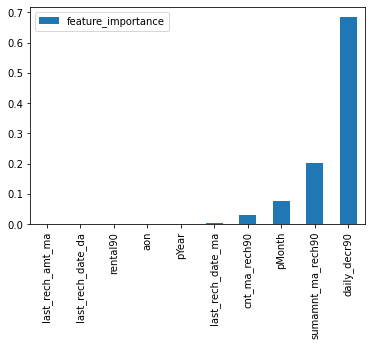 feature_importance
0.7
0.6
0.5
0.4
0.3
0.2
0.1
0.0
last_rech_amt_ma
last_rech_date_da
rental90
aon
pYear
last_rech_date_ma
cnt_ma_rech90
pMonth
sumamnt_ma_rech90
daily_decr90